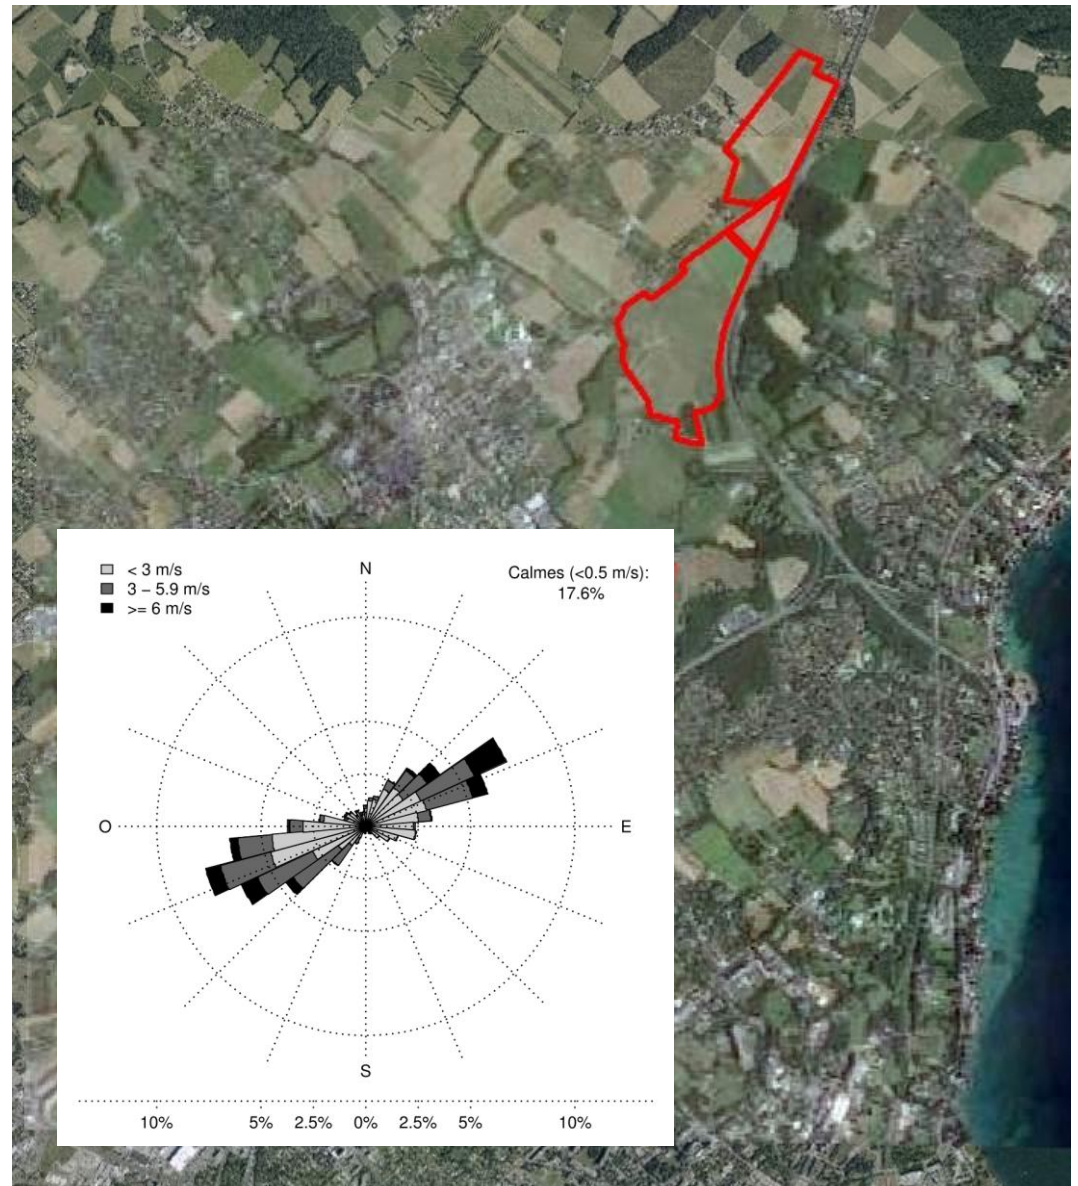 < 3 m/s
3 – 5.9 m/s
>= 6 m/s
N
Calmes (<0.5 m/s):
17.6%
O
E
S
10% 5% 2.5% 0% 2.5% 5% 10%